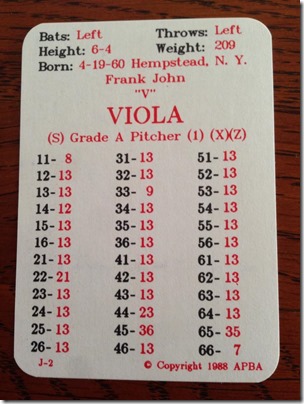 Bats: Left Throws: Left
Height: 6-4 Weight: 209
Born: 4-19-60 Hempstead, N. Y.
Frank John
"V"
VIOLA
(S) Grade A Pitcher (1) (X)(Z)
11- 8 31-13 51-13
12-13 32-13 52-13
13-13 33- 9 53-13
14-12 34-13 54-13
15-13 35-13 55-13
16-13 36-13 56-13
21-13 41-13 61-13
22-21 42-13 62-13
23-13 43-13 63-13
24-13 44-23 64-13
25-13 45-36 65-35
26-13 46-13 66- 7
J-2 © Copyright 1988 APBA